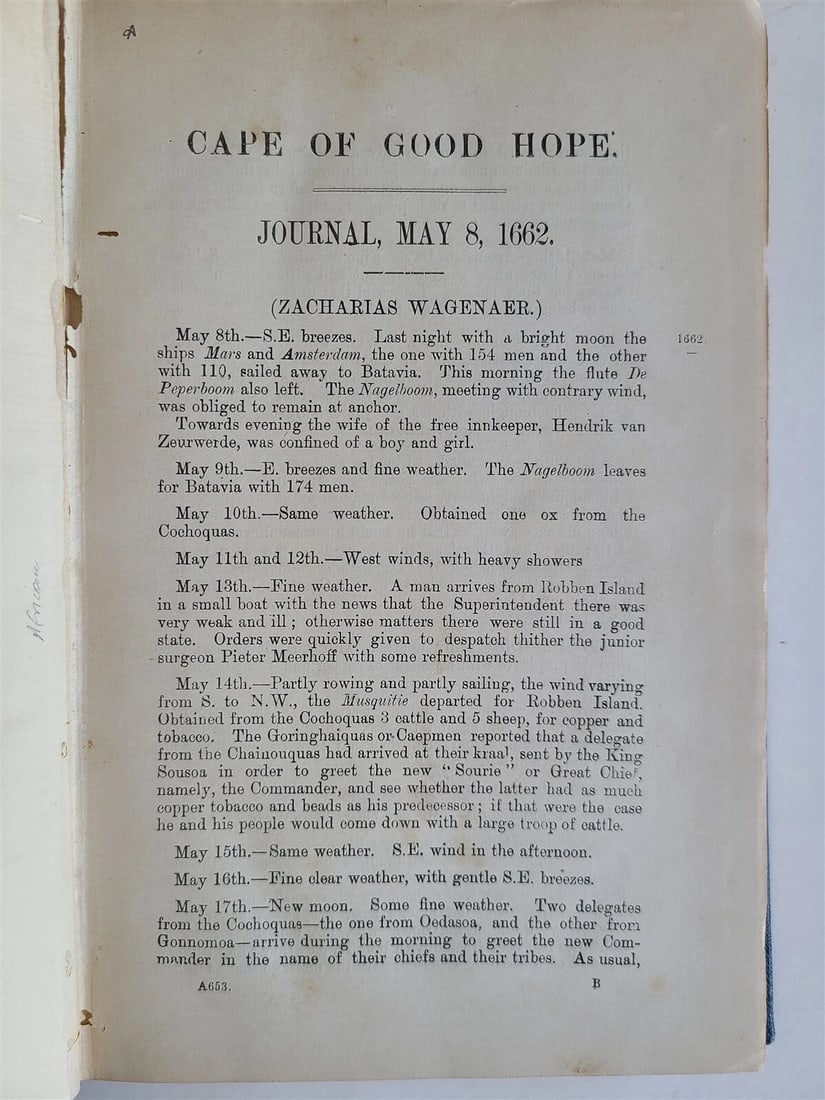 A
CAPE OF GOOD HOPE.
JOURNAL, MAY 8, 1662.
(ZACHARIAS WAGENAER.)
May 8th.—S.E. breezes. Last night with a bright moon the 1662.
ships Mars and Amsterdam, the one with 154 men and the other
with 110, sailed away to Batavia. This morning the flute De
Peperboom also left. The Nagelboom, meeting with contrary wind,
was obliged to remain at anchor.
Towards evening the wife of the free innkeeper, Hendrik van
Zeurwerde, was confined of a boy and girl.
May 9th.—E. breezes and fine weather. The Nagelboom leaves
for Batavia with 174 men.
May 10th.—Same weather. Obtained one ox from the
Cochoquas.
May 11th and 12th.—West winds, with heavy showers
May 13th.—Fine weather. A man arrives from Robben Island
in a small boat with the news that the Superintendent there was
very weak and ill; otherwise matters there were still in a good
state. Orders were quickly given to despatch thither the junior
surgeon Pieter Meerhoff with some refreshments.
May 14th.—Partly rowing and partly sailing, the wind varying
from S. to N.W., the Musquitie departed for Robben Island.
Obtained from the Cochoquas 3 cattle and 5 sheep, for copper and
tobacco. The Goringhaiquas or Caepmen reported that a delegate
from the Chainouquas had arrived at their kraal, sent by the King
Sousoa in order to greet the new "Sourie" or Great Chief,
namely, the Commander, and see whether the latter had as much
copper tobacco and beads as his predecessor; if that were the case
he and his people would come down with a large troop of cattle.
May 15th.—Same weather. S.E. wind in the afternoon.
May 16th.—Fine clear weather, with gentle S.E. breezes.
May 17th.—New moon. Some fine weather. Two delegates
from the Cochoquas—the one from Oedasoa, and the other from
Gonnomoa—arrive during the morning to greet the new Com-
mander in the name of their chiefs and their tribes. As usual,
A653. B
African